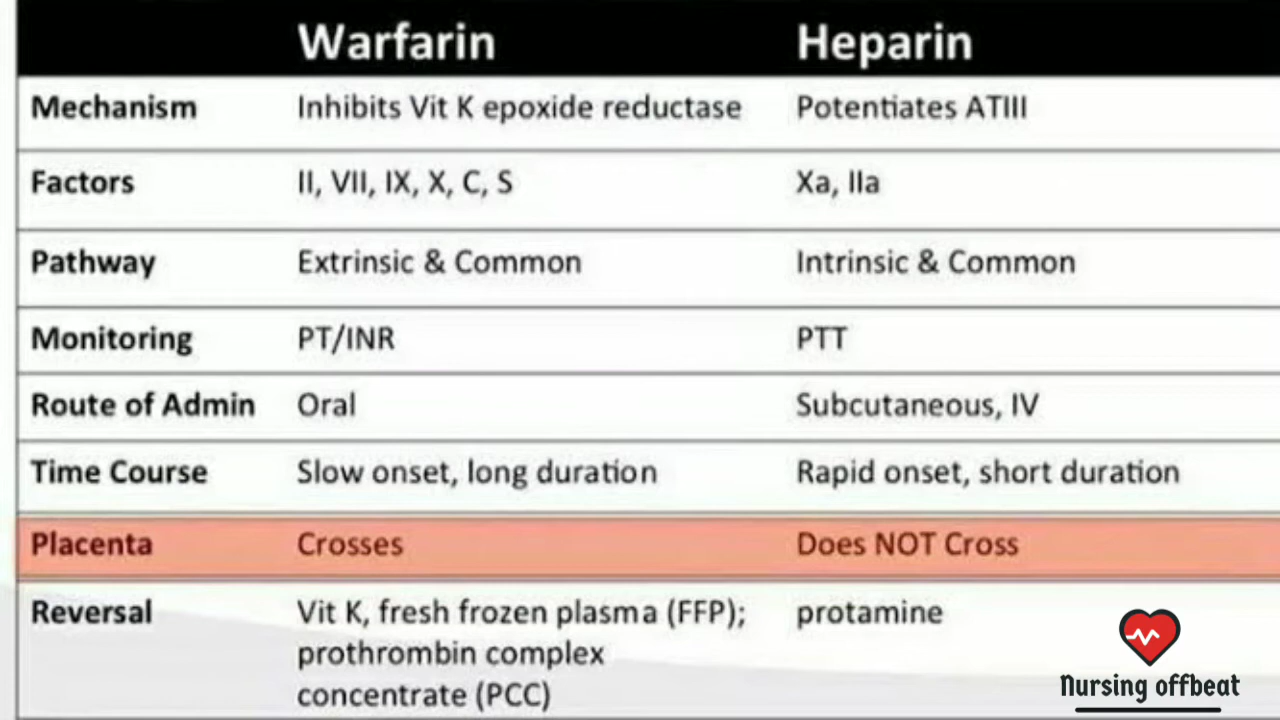 Warfarin Heparin
Mechanism Inhibits Vit K epoxide reductase Potentiates ATIII
Factors II, VII, IX, X, C, S Xa, IIa
Pathway Extrinsic & Common Intrinsic & Common
Monitoring PT/INR PTT
Route of Admin Oral Subcutaneous, IV
Time Course Slow onset, long duration Rapid onset, short duration
Placenta Crosses Does NOT Cross
Reversal Vit K, fresh frozen plasma (FFP); protamine
prothrombin complex
concentrate (PCC)
Nursing offbeat